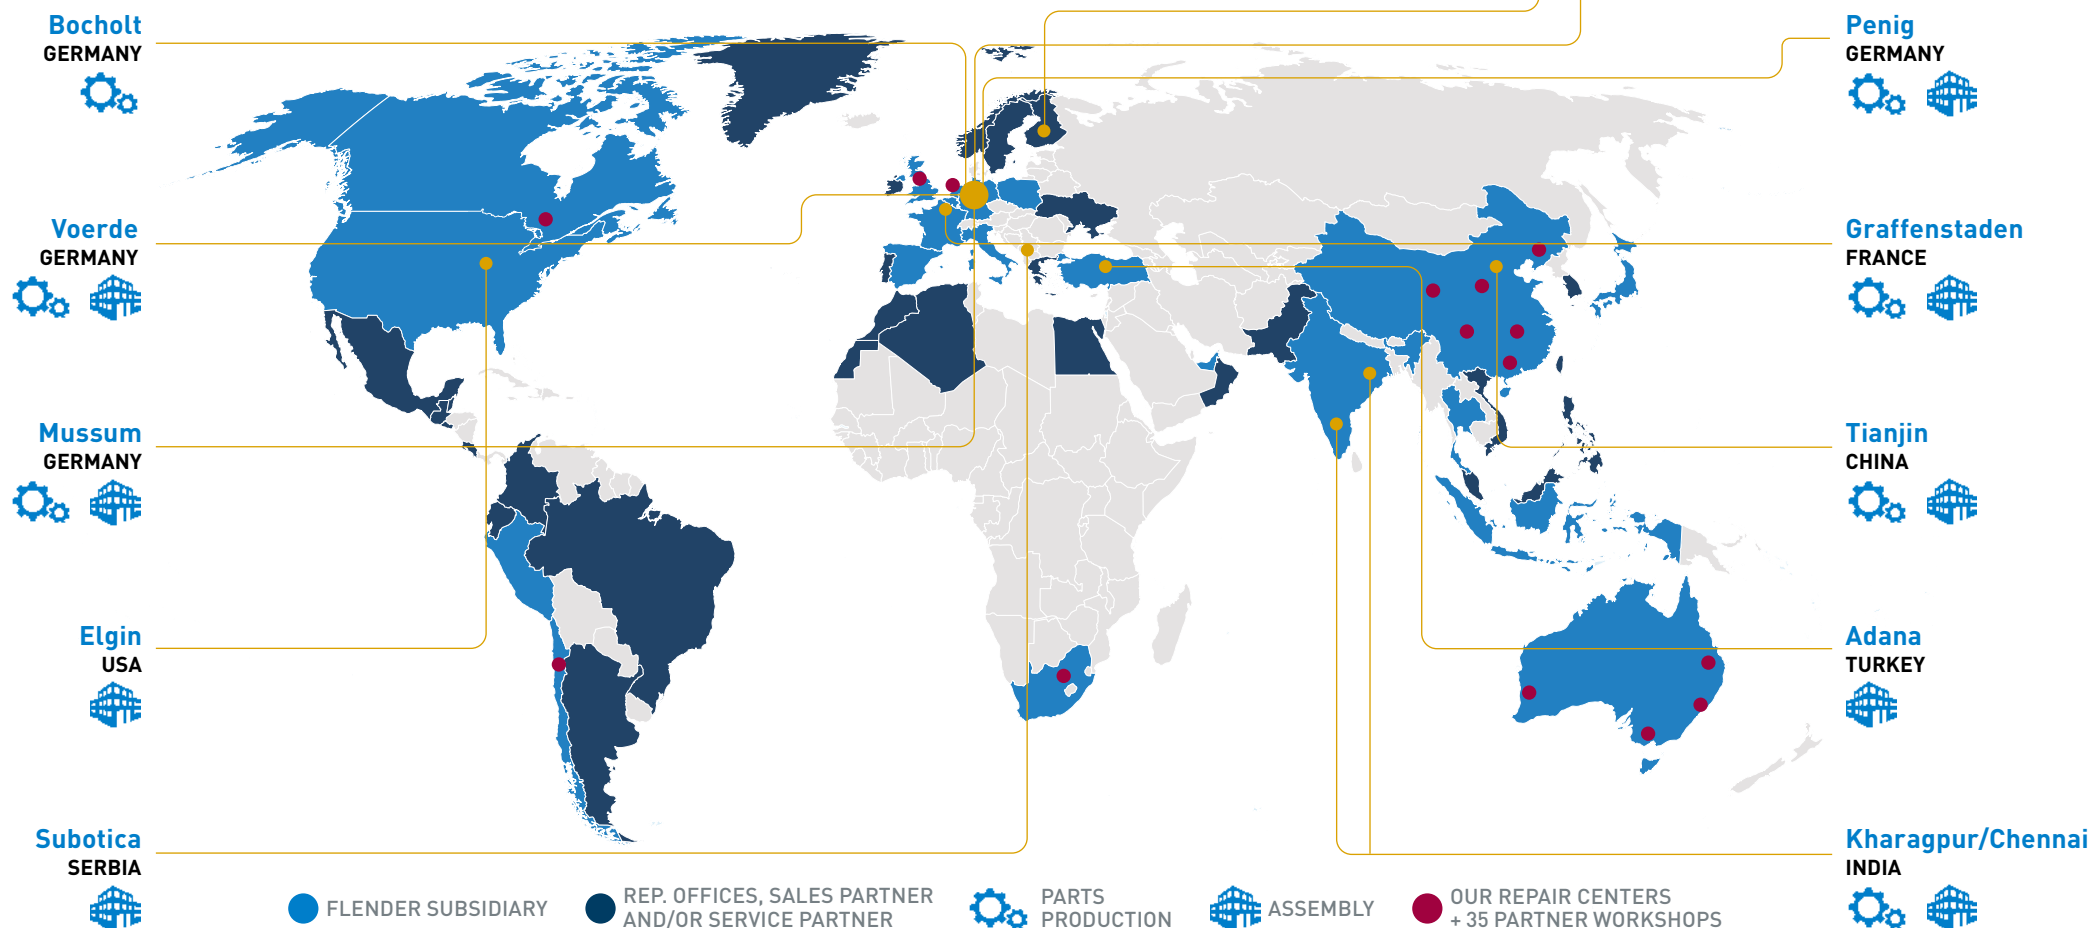 Bocholt
GERMANY
Voerde
GERMANY
Mussum
GERMANY
Elgin
USA
Subotica
SERBIA
Penig
GERMANY
Graffenstaden
FRANCE
Tianjin
CHINA
Adana
TURKEY
Kharagpur/Chennai
INDIA
FLENDER SUBSIDIARY
REP. OFFICES, SALES PARTNER
AND/OR SERVICE PARTNER
PARTS
PRODUCTION
ASSEMBLY
OUR REPAIR CENTERS
+ 35 PARTNER WORKSHOPS